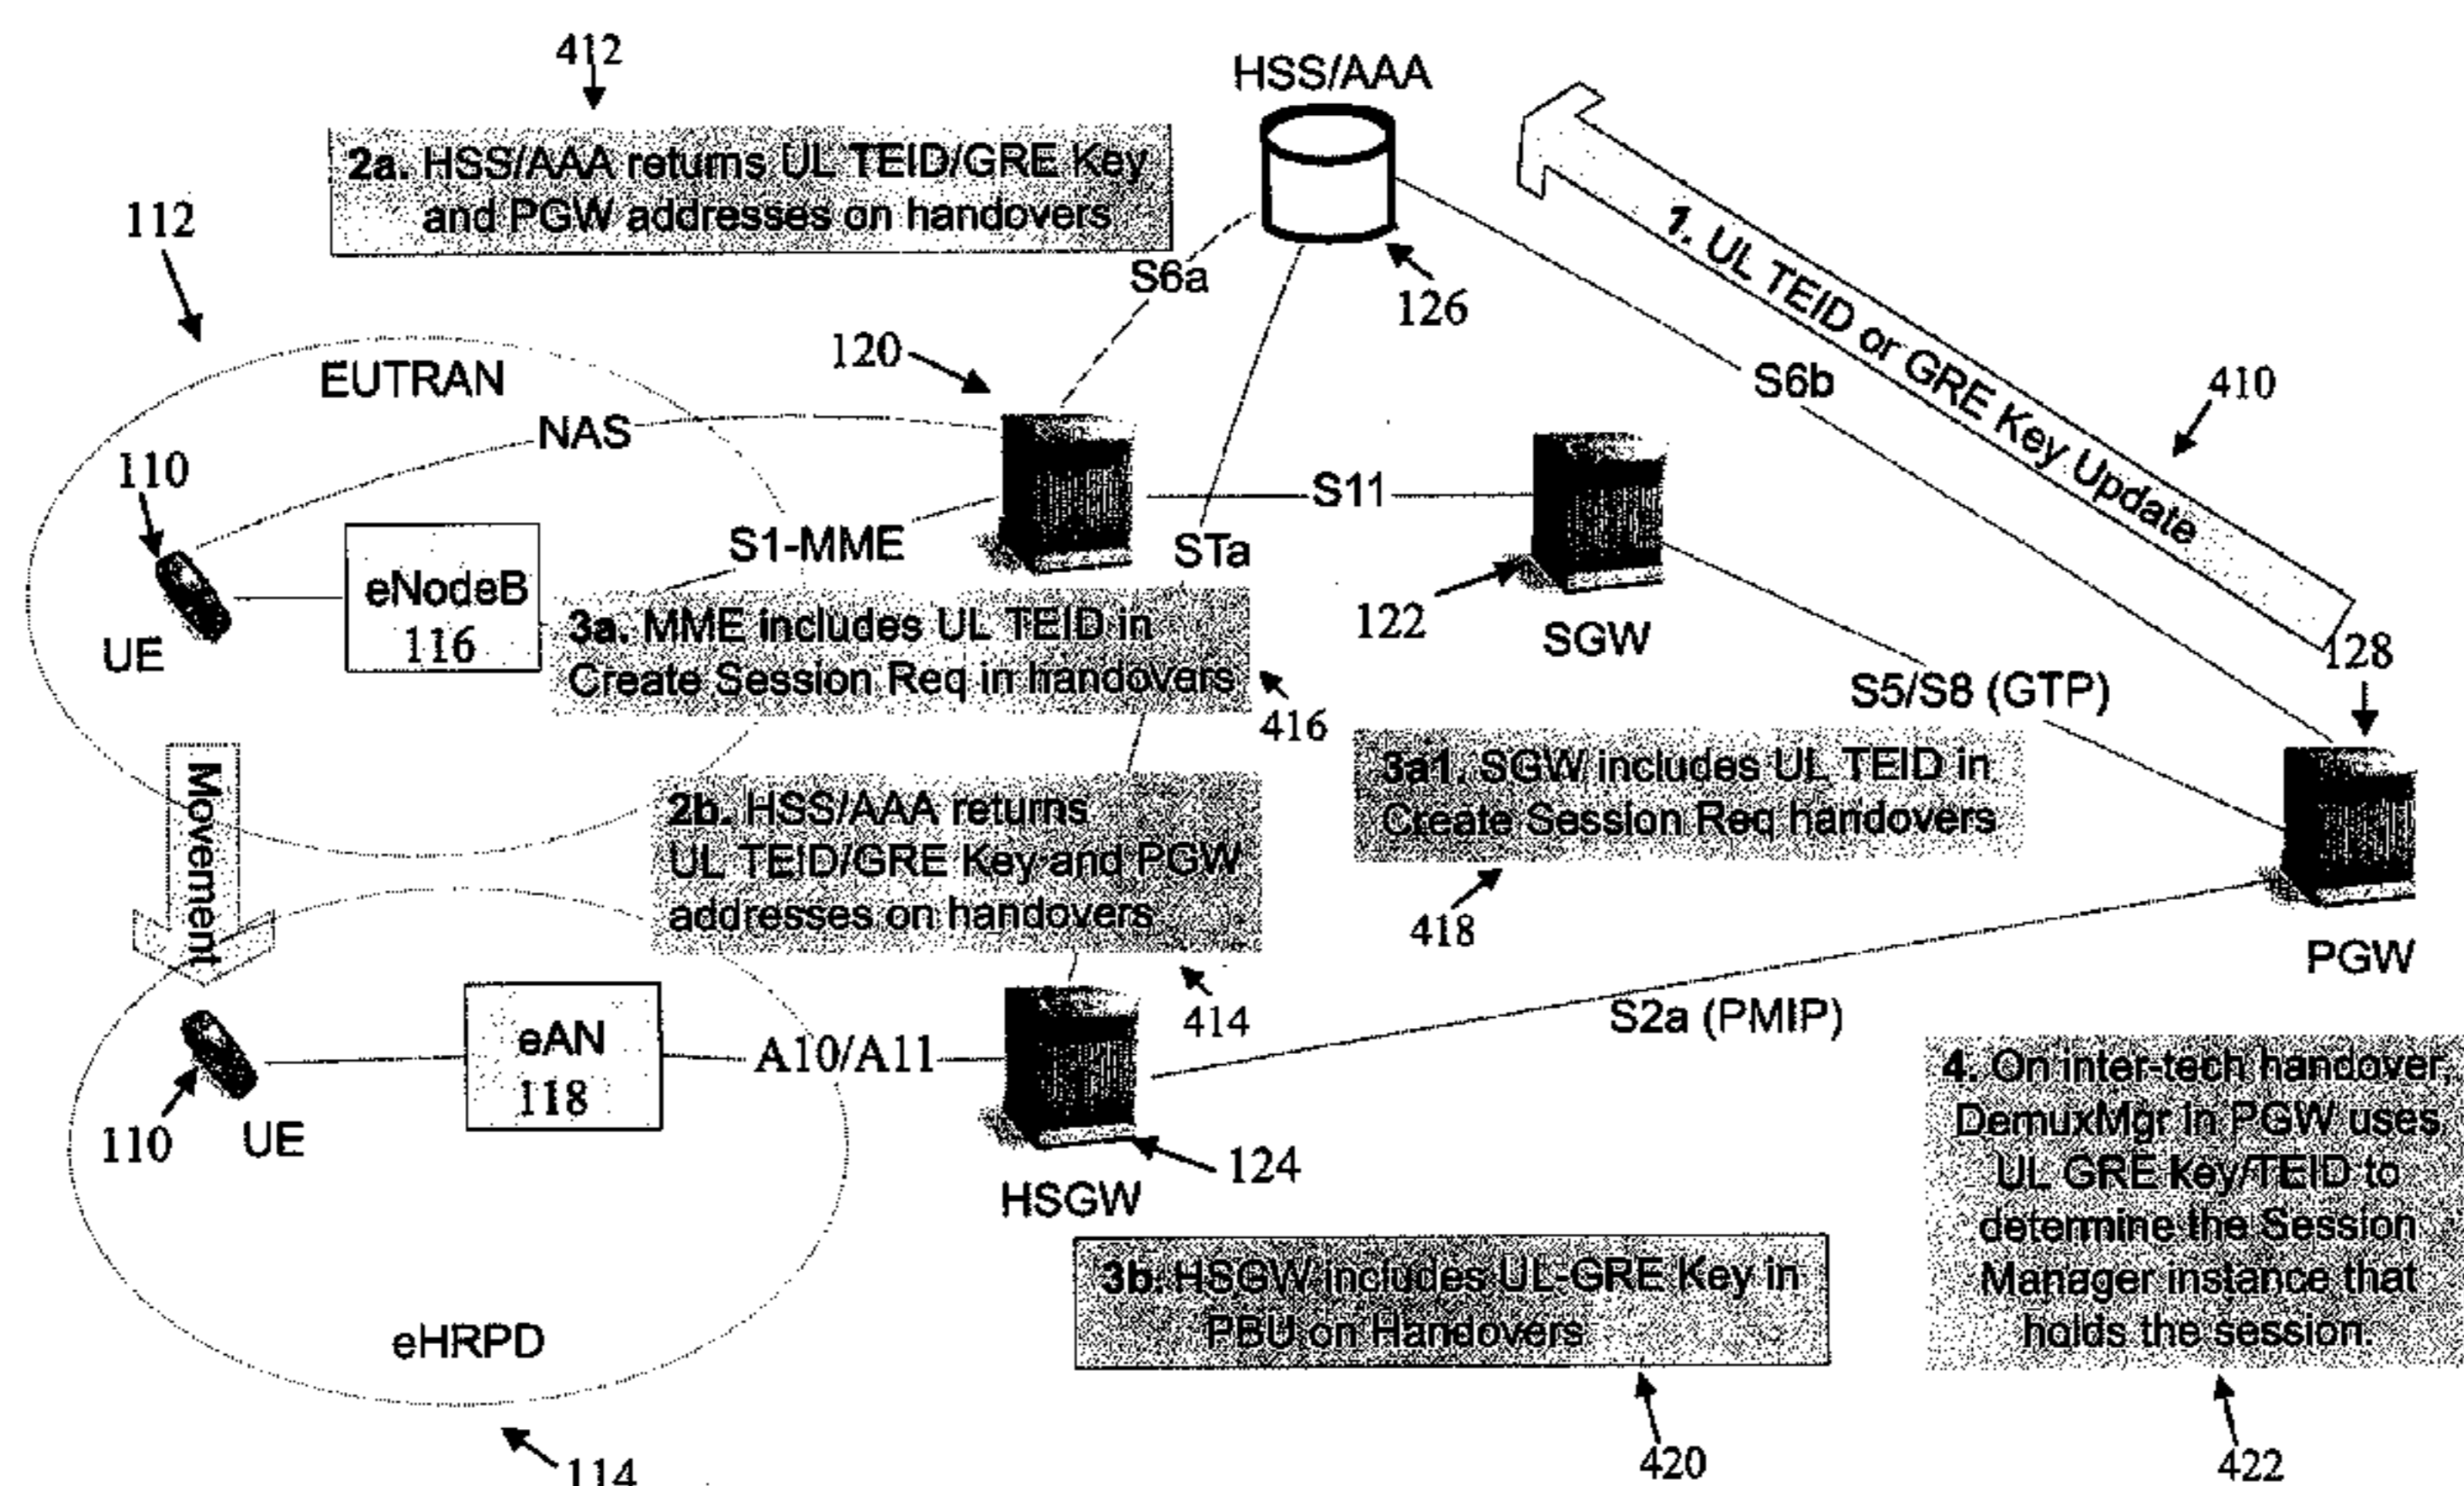 412
HSS/AAA
2a. HSS/AAA returns UL TEID/GRE Key
and PGW addresses on handovers
112
S6a
126
1. UL TEID or GRE Key Update
120
EUTRAN
S6b
410
NAS
110
S11
S1-MME
STa
eNodeB
116
122
SGW
UE
3a. MME includes UL TEID in
Create Session Req in handovers
128
S5/S8 (GTP)
416
Movement
3a1. SGW includes UL TEID in
Create Session Req handovers
2b. HSS/AAA returns
UL TEID/GRE Key and PGW
addresses on handovers
418
PGW
414
S2a (PMIP)
eAN
118
A10/A11
110
UE
124
HSGW
4. On inter-tech handover,
DemuxMgr in PGW uses
UL GRE Key/TEID to
determine the Session
Manager instance that
holds the session.
3b. HSGW includes UL-GRE Key in
PBU on Handovers
eHRPD
114
420
422